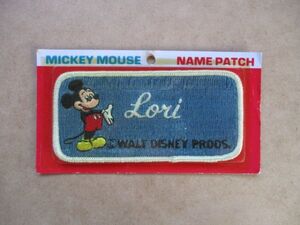 MICKEY MOUSE NAME PATCH
Lori
©WALT DISNEY PRODS.